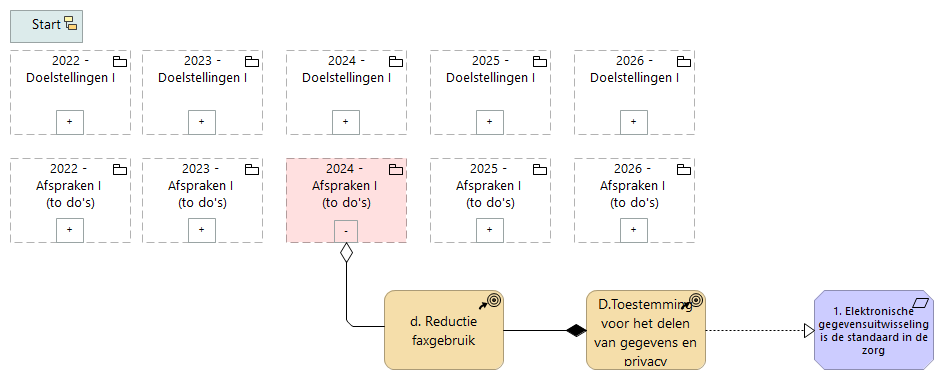 Start
2022 -
Doelstellingen I
+
2023 -
Doelstellingen I
+
2024 -
Doelstellingen I
+
2025 -
Doelstellingen I
+
2026 -
Doelstellingen I
+
2022 -
Afspraken I
(to do's)
+
2023 -
Afspraken I
(to do's)
+
2024 -
Afspraken I
(to do's)
-
2025 -
Afspraken I
(to do's)
+
2026 -
Afspraken I
(to do's)
+
d. Reductie
faxgebruik
D.Toestemming
voor het delen
van gegevens en
privacy
1. Elektronische
gegevensuitwisseling
is de standaard in de
zorg